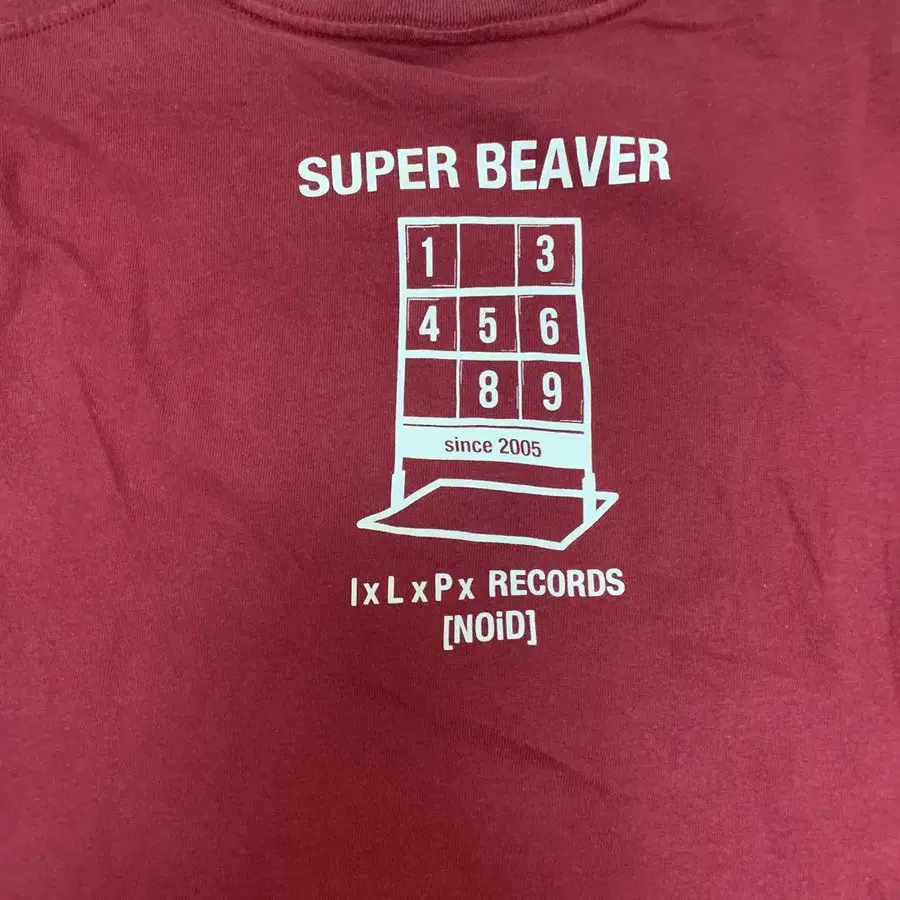 SUPER BEAVER
1 3
4 5 6
8 9
since 2005
IxLxPx RECORDS
[NOiD]